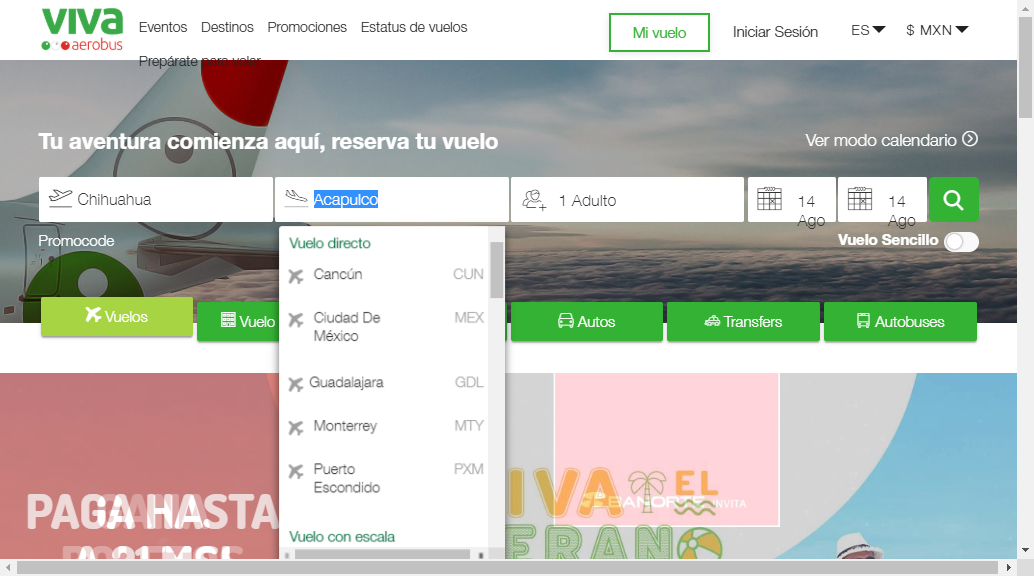 viva
aerobus
Eventos
Destinos
Promociones
Estatus de vuelos
Prepárate para volar
Mi vuelo
Iniciar Sesión
ES
$ MXN
Tu aventura comienza aquí, reserva tu vuelo
Ver modo calendario
Chihuahua
Acapulco
1 Adulto
14
Ago
14
Ago
Promocode
Vuelo Sencillo
Vuelo directo
Cancún CUN
Ciudad De MEX
México
Guadalajara GDL
Monterrey MTY
Puerto PXM
Escondido
Vuelo con escala
Vuelos
Vuelo
Autos
Transfers
Autobuses
PAGA HASTA
VIVA EL
BANORTE INVITA